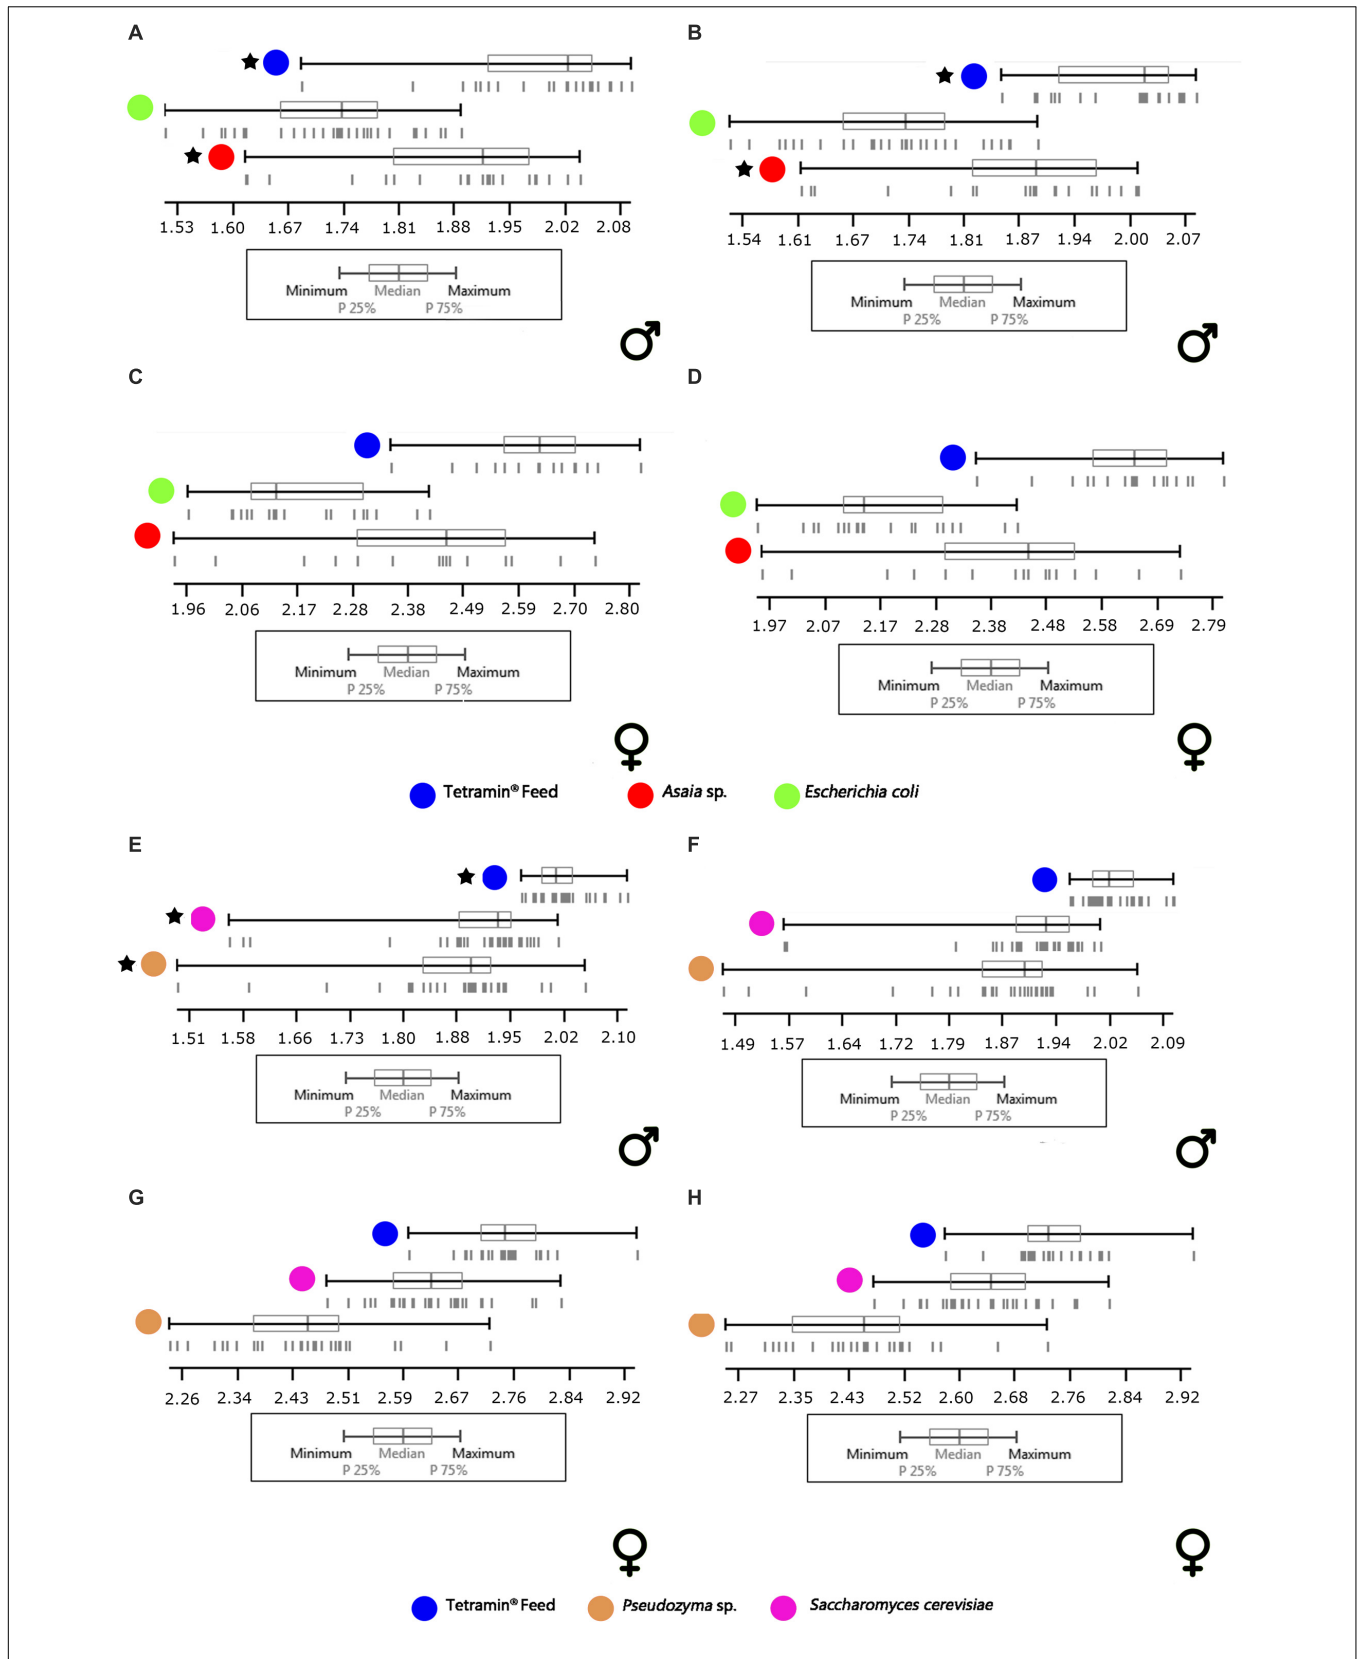 A
B
1.53 1.60 1.67 1.74 1.81 1.88 1.95 2.02 2.08
1.54 1.61 1.67 1.74 1.81 1.87 1.94 2.00 2.07
Minimum Median Maximum
P 25% P 75%
Minimum Median Maximum
P 25% P 75%
C
D
1.96 2.06 2.17 2.28 2.38 2.49 2.59 2.70 2.80
1.97 2.07 2.17 2.28 2.38 2.48 2.58 2.69 2.79
Minimum Median Maximum
P 25% P 75%
Minimum Median Maximum
P 25% P 75%
Tetramin® Feed Asaia sp. Escherichia coli
E
F
1.51 1.58 1.66 1.73 1.80 1.88 1.95 2.02 2.10
1.49 1.57 1.64 1.72 1.79 1.87 1.94 2.02 2.09
Minimum Median Maximum
P 25% P 75%
Minimum Median Maximum
P 25% P 75%
G
H
2.26 2.34 2.43 2.51 2.59 2.67 2.76 2.84 2.92
2.27 2.35 2.43 2.52 2.60 2.68 2.76 2.84 2.92
Minimum Median Maximum
P 25% P 75%
Minimum Median Maximum
P 25% P 75%
Tetramin® Feed Pseudozyma sp. Saccharomyces cerevisiae